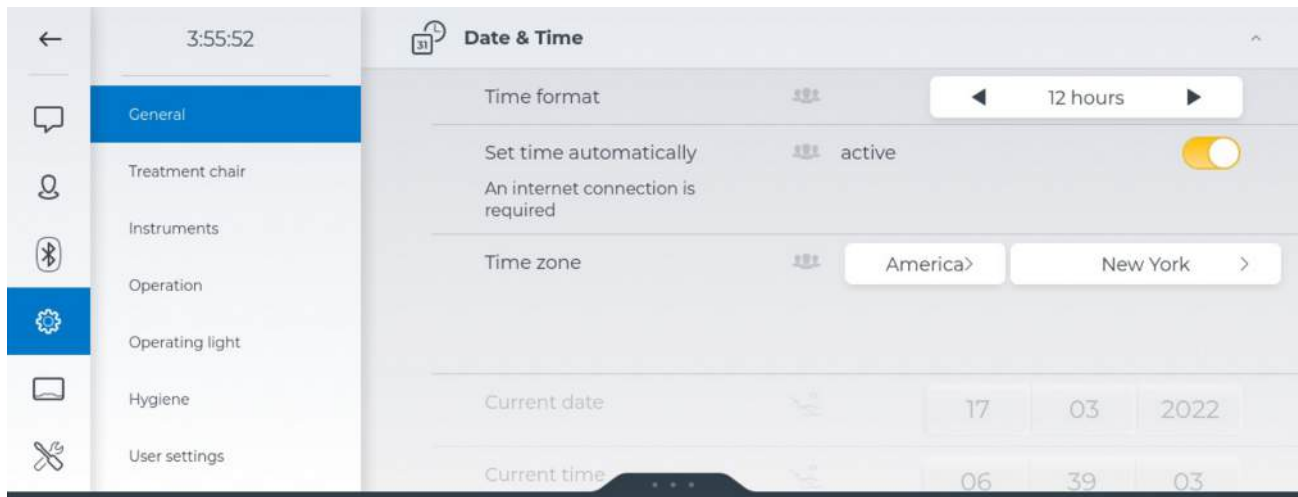 3:55:52
General
Treatment chair
Instruments
Operation
Operating light
Hygiene
User settings
31 Date & Time
Time format 12 hours
Set time automatically active
An internet connection is
required
Time zone America> New York >
Current date 17 03 2022
Current time 06 39 03